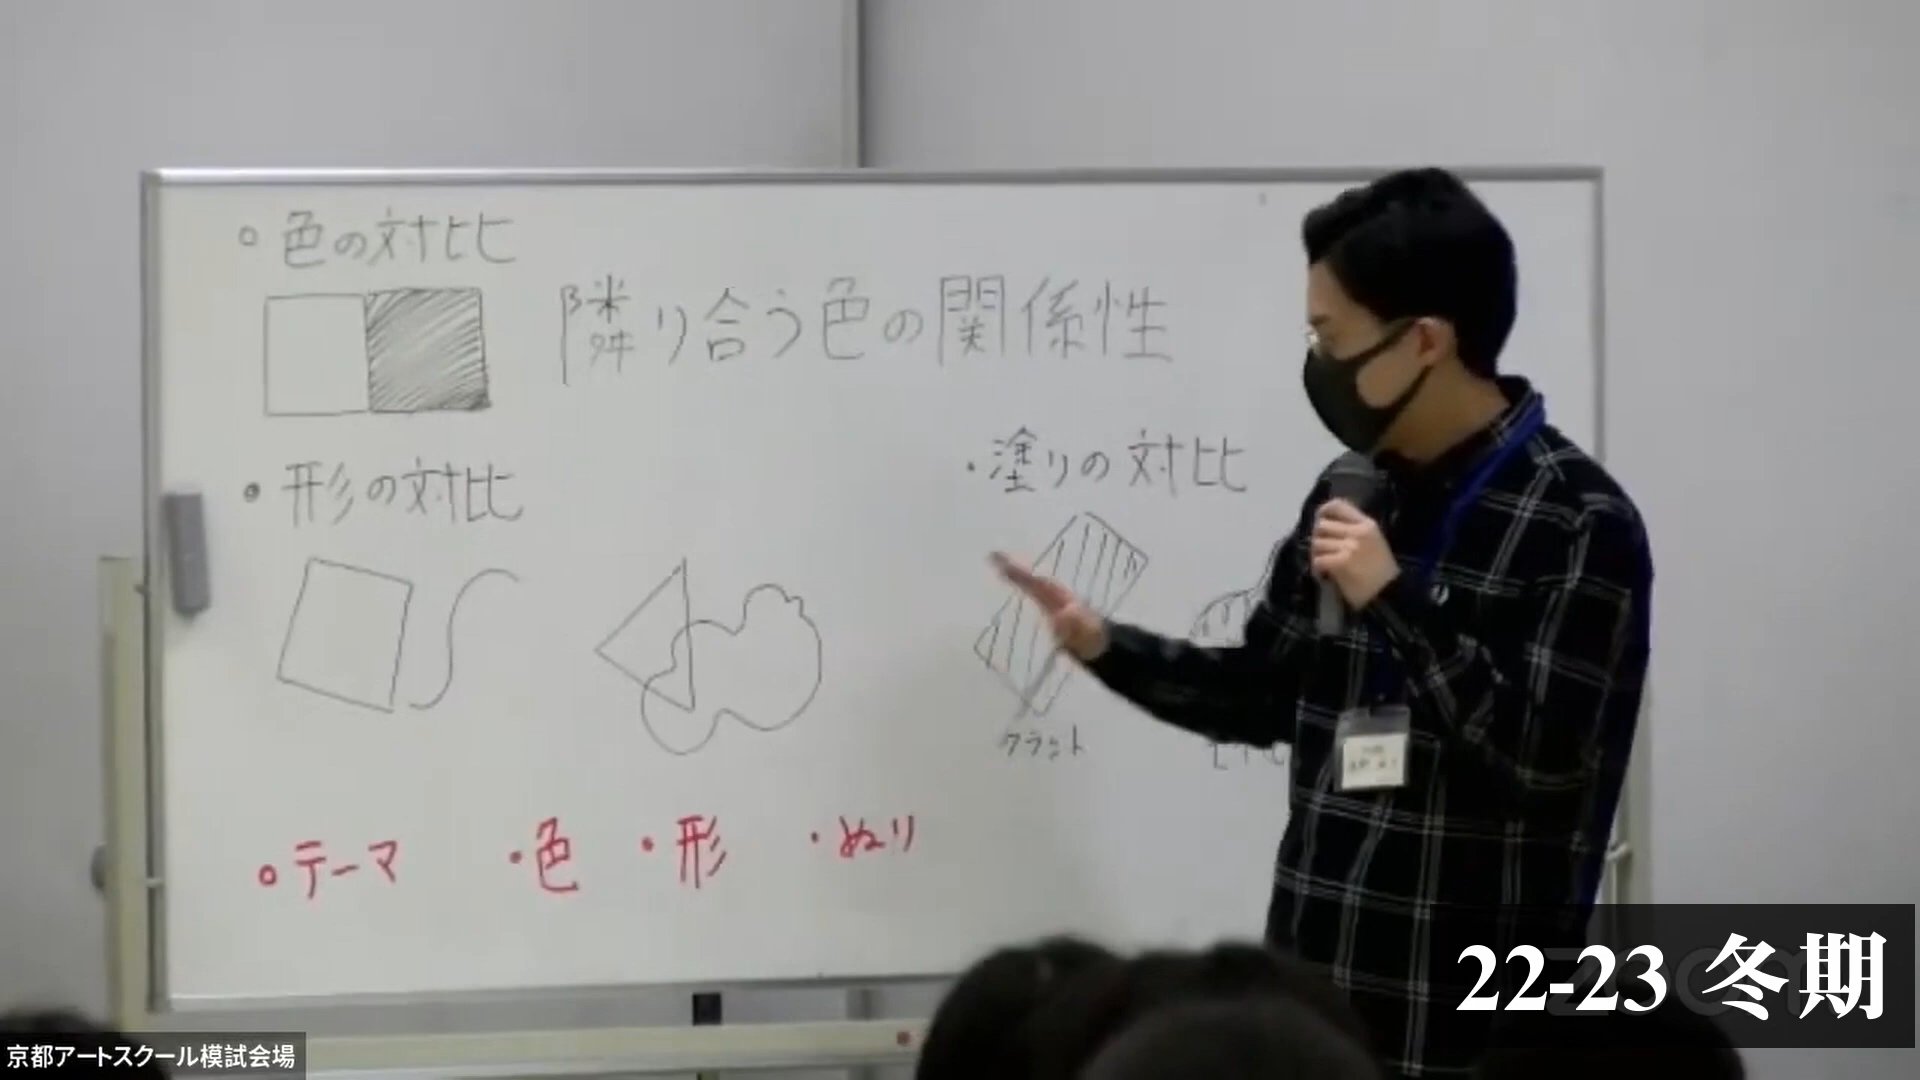 色の対比
隣り合う色の関係性
形の対比
・塗りの対比
フラット
テーマ ・色 ・形 ・ぬり
22-23 冬期
京都アートスクール模試会場